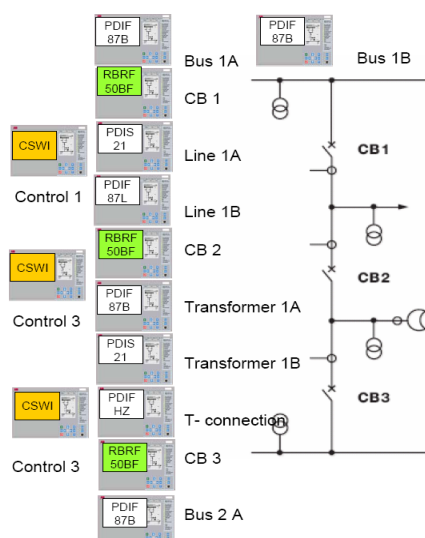 PDIF
87B
Bus 1A
PDIF
87B
Bus 1B
RBRF
50BF
CB 1
CSWI
Control 1
PDIS
21
Line 1A
CB1
PDIF
87L
Line 1B
RBRF
50BF
CB 2
CSWI
Control 3
CB2
PDIF
87B
Transformer 1A
PDIS
21
Transformer 1B
CSWI
Control 3
PDIF
HZ
T- connection
CB3
RBRF
50BF
CB 3
PDIF
87B
Bus 2 A